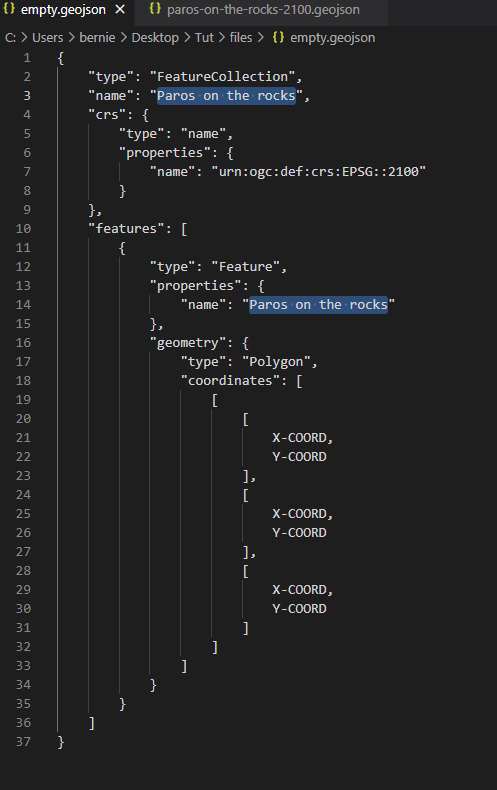 empty.geojson × paros-on-the-rocks-2100.geojson
C: > Users > bernie > Desktop > Tut > files > empty.geojson
1 {
2 "type": "FeatureCollection",
3 "name": "Paros on the rocks",
4 "crs": {
5 "type": "name",
6 "properties": {
7 "name": "urn:ogc:def:crs:EPSG::2100"
8 }
9 },
10 "features": [
11 {
12 "type": "Feature",
13 "properties": {
14 "name": "Paros on the rocks"
15 },
16 "geometry": {
17 "type": "Polygon",
18 "coordinates": [
19 [
20 [
21 X-COORD,
22 Y-COORD
23 ],
24 [
25 X-COORD,
26 Y-COORD
27 ],
28 [
29 X-COORD,
30 Y-COORD
31 ]
32 ]
33 ]
34 }
35 }
36 ]
37 }